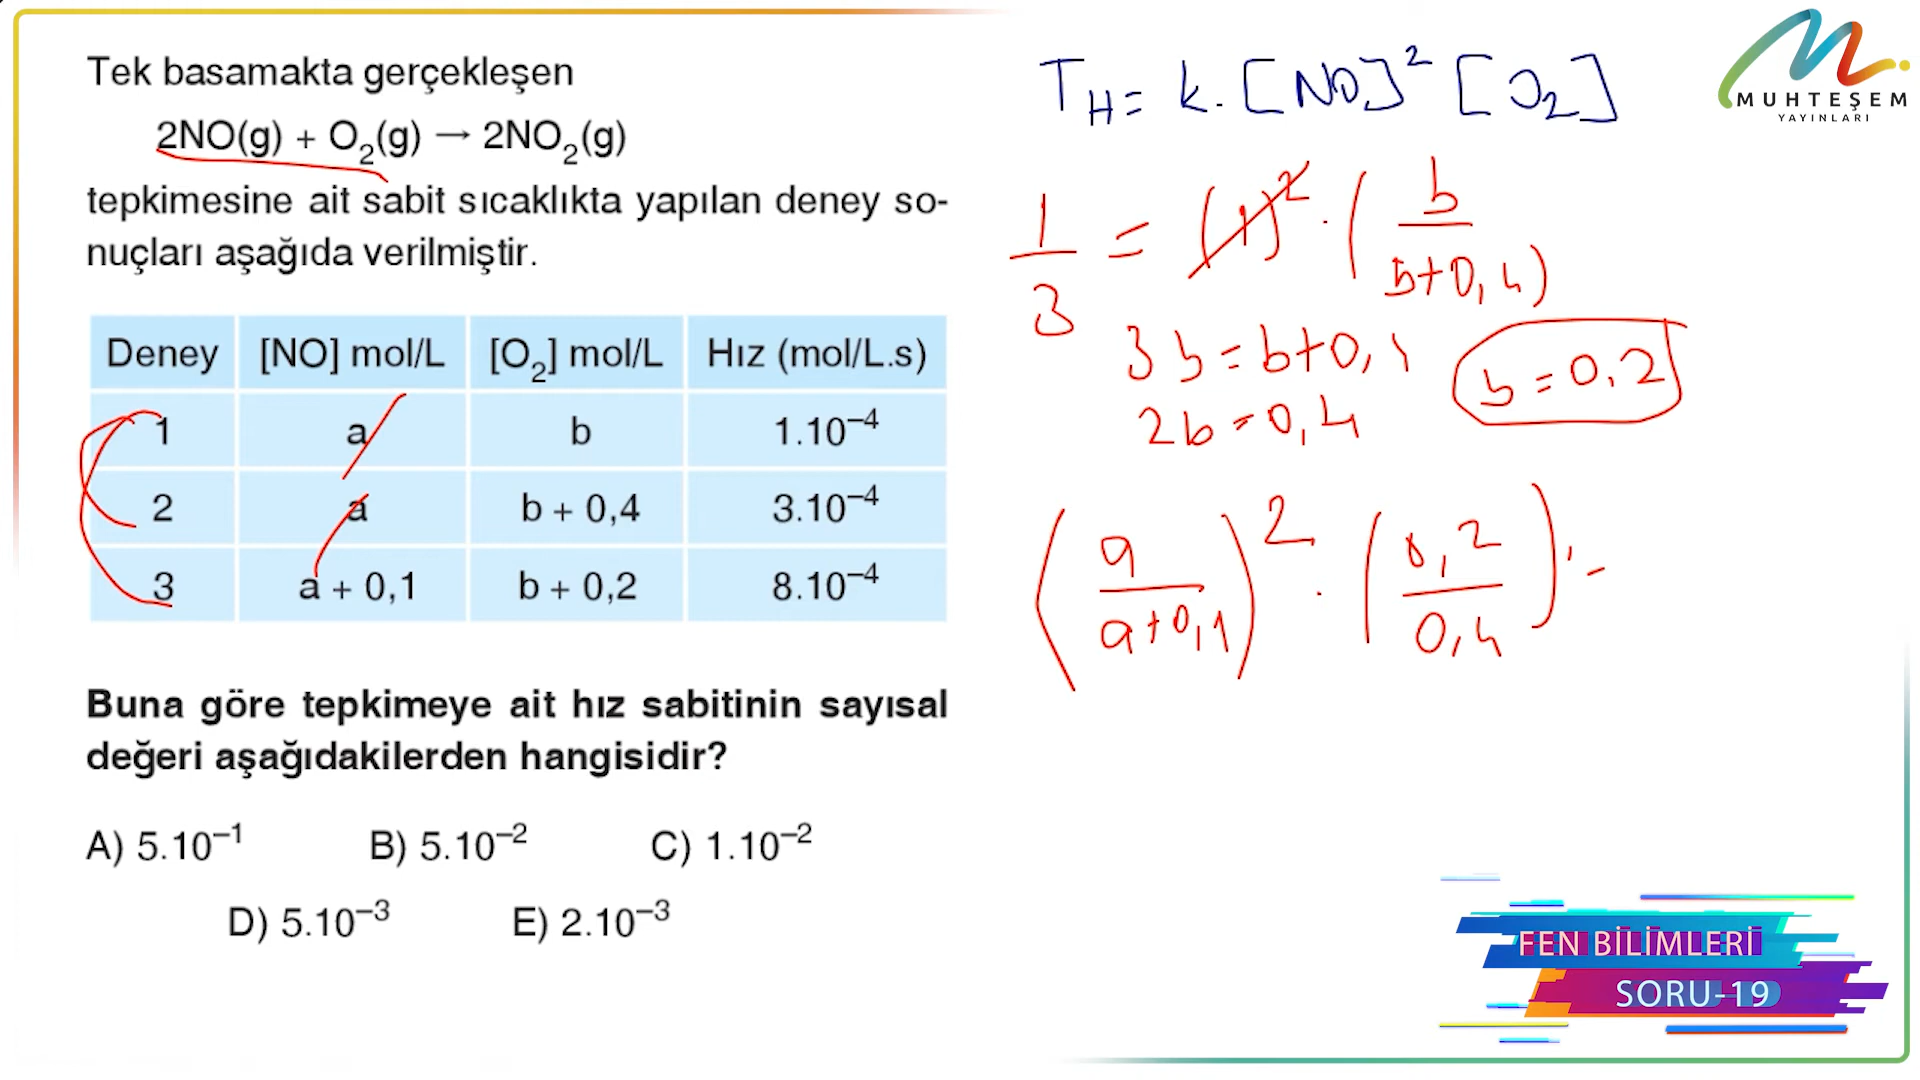 Tek basamakta gerçekleşen
2NO(g) + O₂(g) → 2NO₂(g)
tepkimesine ait sabit sıcaklıkta yapılan deney so-
nuçları aşağıda verilmiştir.
Deney [NO] mol/L [O₂] mol/L Hız (mol/L.s)
1 a b 1.10⁻⁴
2 a b + 0,4 3.10⁻⁴
3 a + 0,1 b + 0,2 8.10⁻⁴
Buna göre tepkimeye ait hız sabitinin sayısal
değeri aşağıdakilerden hangisidir?
A) 5.10⁻¹ B) 5.10⁻² C) 1.10⁻²
D) 5.10⁻³ E) 2.10⁻³
T_H = k. [NO]² [O₂]
1/3 = (1)² . (b/b+0,4)
3b = b+0,4
2b = 0,4
b = 0,2
(a/a+0,1)² . (0,2/0,4) =
MUHTEŞEM
YAYINLARI
FEN BİLİMLERİ
SORU-19